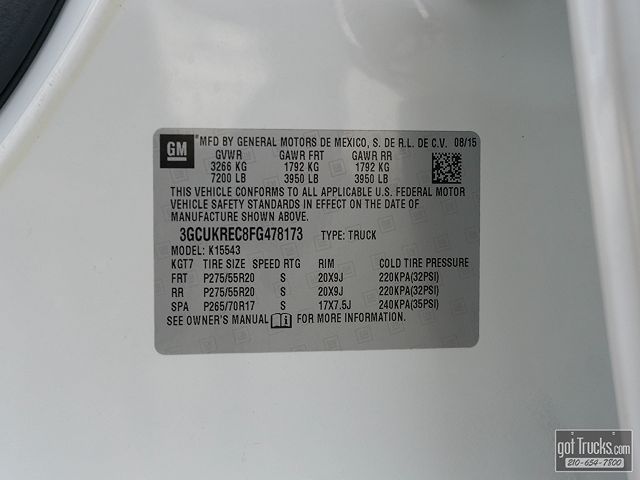 GM MFD BY GENERAL MOTORS DE MEXICO, S. DE R.L. DE C.V. 08/15
GVWR GAWR FRT GAWR RR
3266 KG 1792 KG 1792 KG
7200 LB 3950 LB 3950 LB
THIS VEHICLE CONFORMS TO ALL APPLICABLE U.S. FEDERAL MOTOR
VEHICLE SAFETY STANDARDS IN EFFECT ON THE DATE OF
MANUFACTURE SHOWN ABOVE.
3GCUKREC8FG478173 TYPE: TRUCK
MODEL: K15543
KGT7 TIRE SIZE SPEED RTG RIM COLD TIRE PRESSURE
FRT P275/55R20 S 20X9J 220KPA(32PSI)
RR P275/55R20 S 20X9J 220KPA(32PSI)
SPA P265/70R17 S 17X7.5J 240KPA(35PSI)
SEE OWNER'S MANUAL FOR MORE INFORMATION.
got Trucks.com
210-654-7800